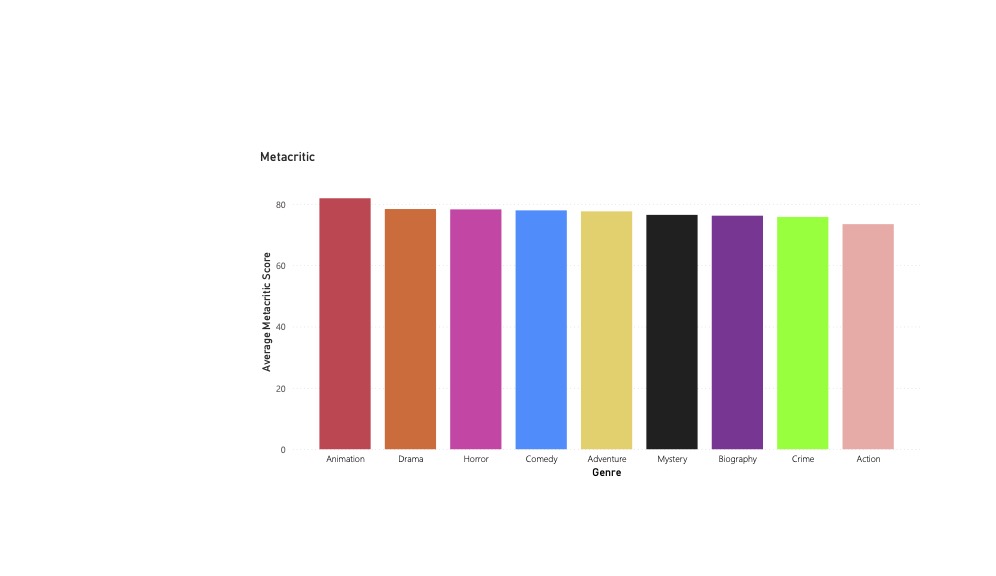 Metacritic
Average Metacritic Score
80
60
40
20
0
Animation Drama Horror Comedy Adventure Mystery Biography Crime Action
Genre